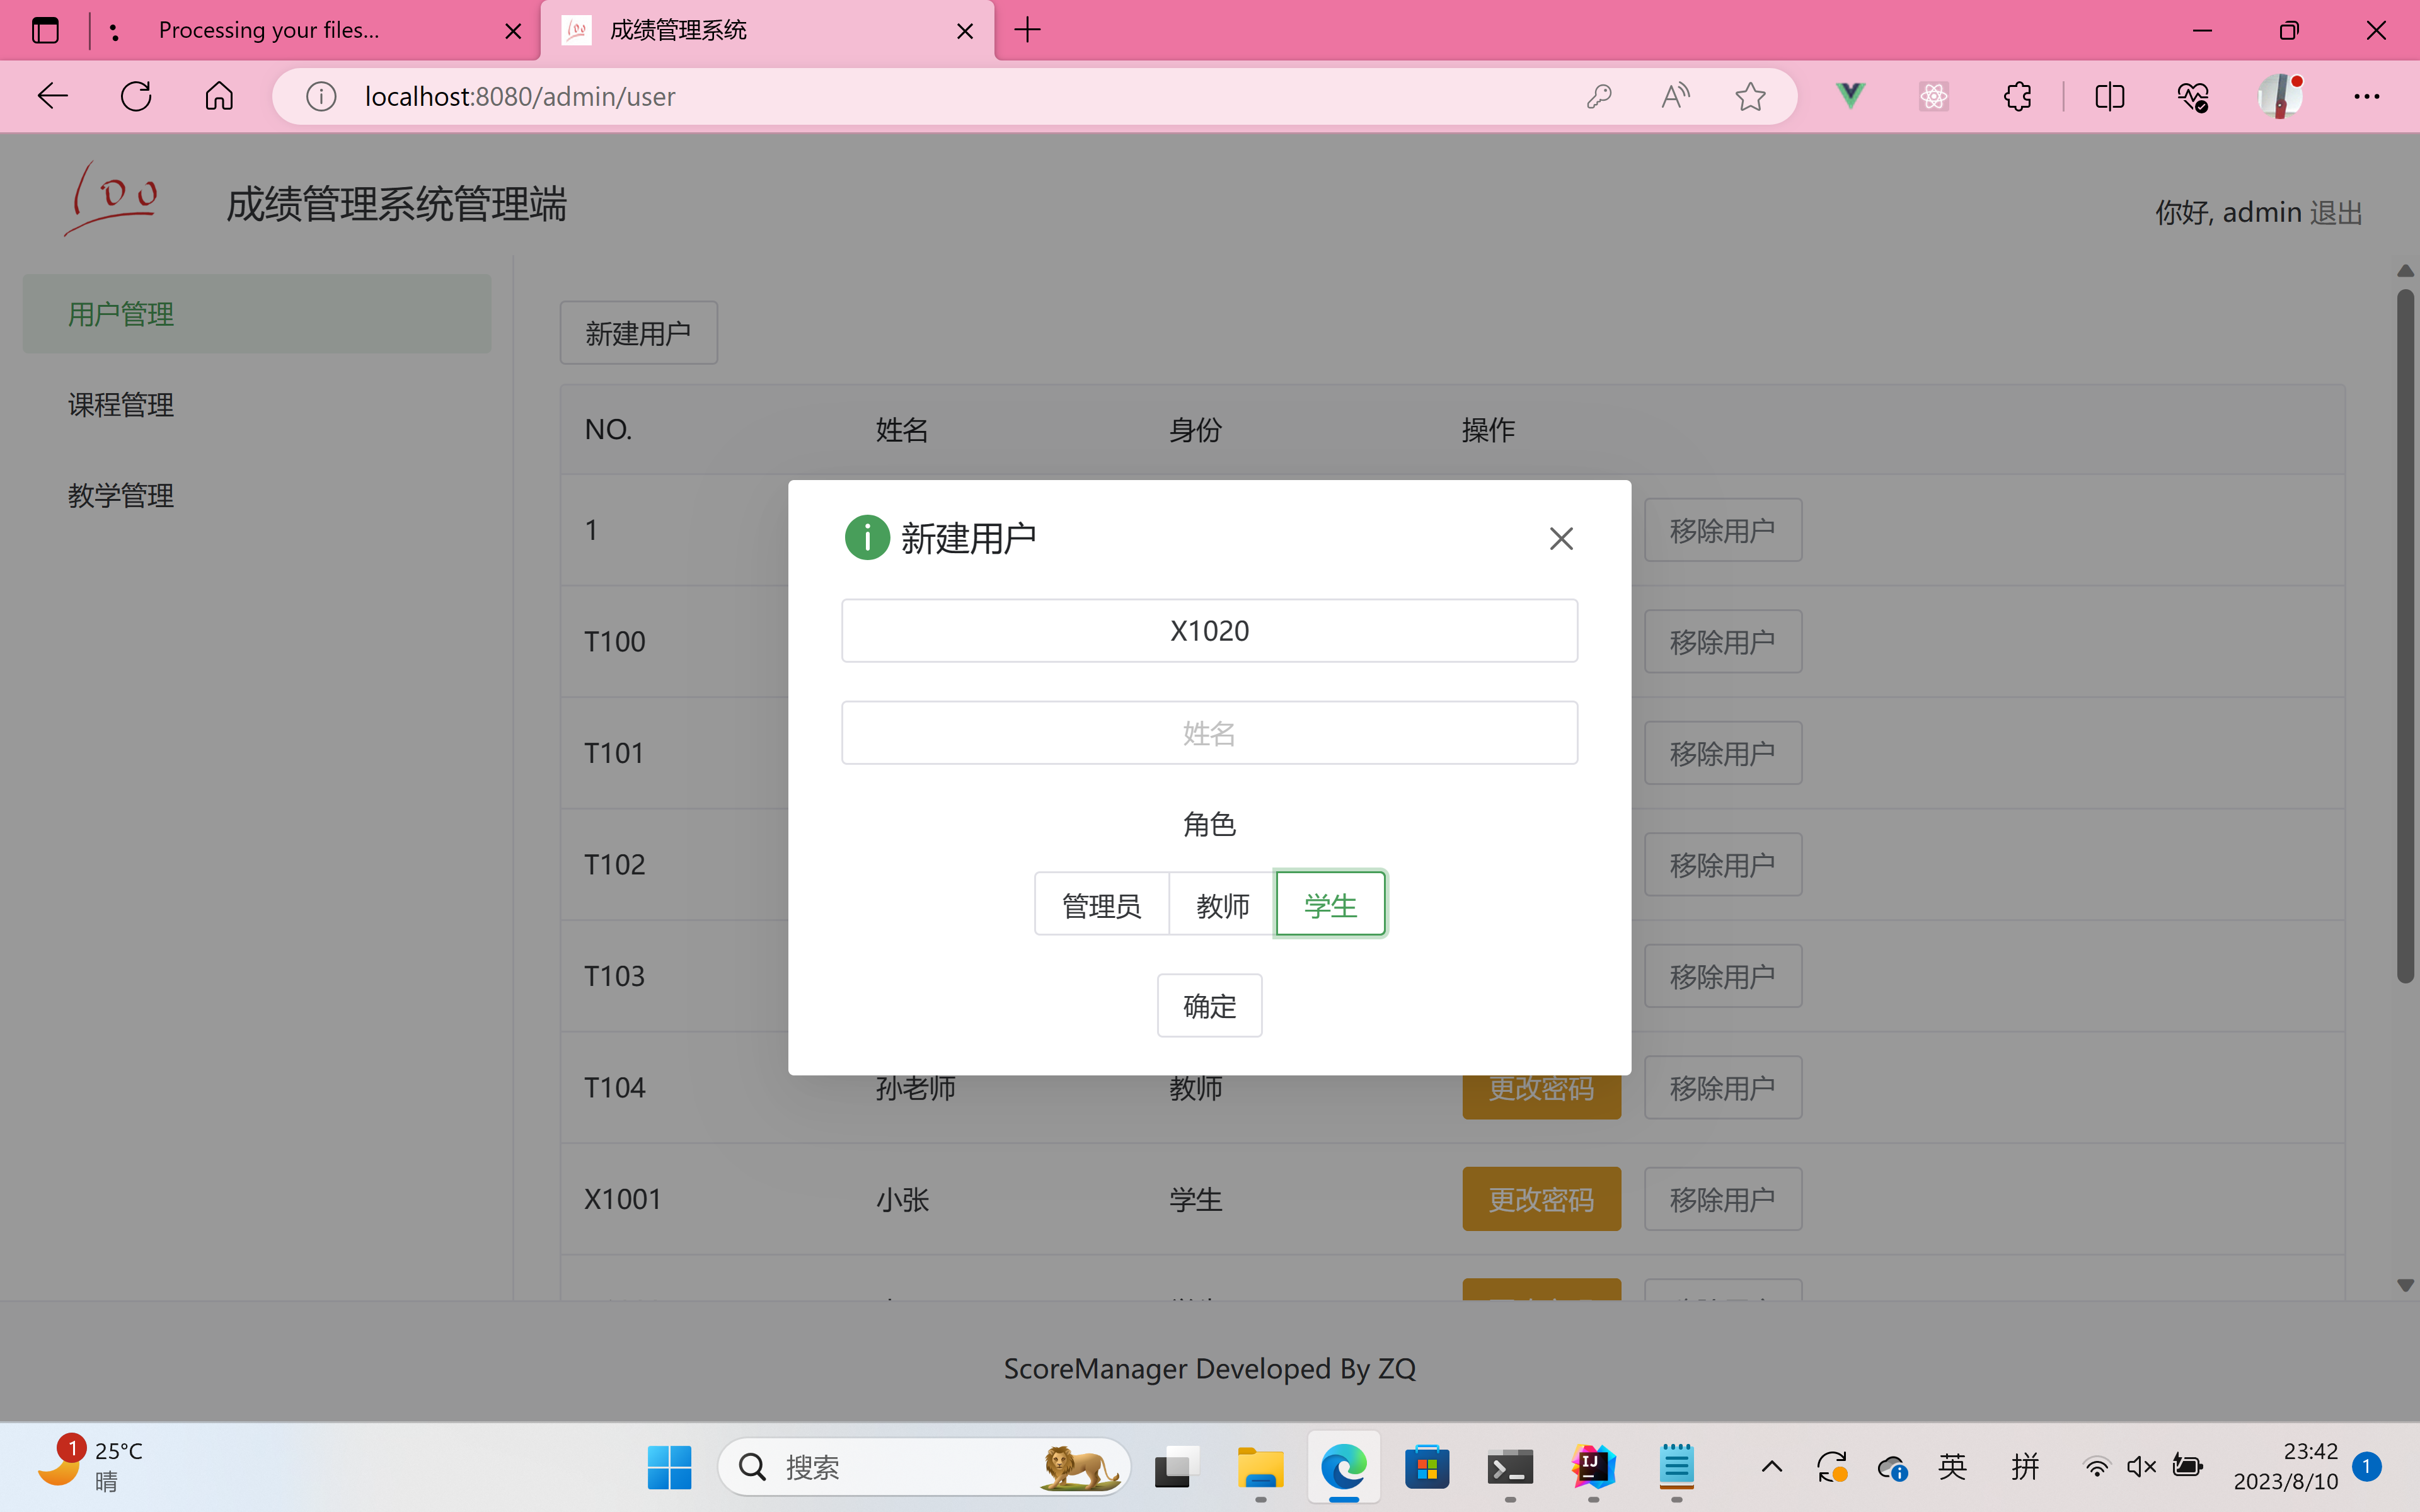 Processing your files...
成绩管理系统
localhost:8080/admin/user
100
成绩管理系统管理端
你好, admin 退出
用户管理
课程管理
教学管理
新建用户
NO. 姓名 身份 操作
1 移除用户
T100 移除用户
T101 移除用户
T102 移除用户
T103 移除用户
T104 孙老师 教师 更改密码 移除用户
X1001 小张 学生 更改密码 移除用户
新建用户
X1020
姓名
角色
管理员 教师 学生
确定
ScoreManager Developed By ZQ
1
25°C
晴
搜索
英
拼
23:42
2023/8/10
1